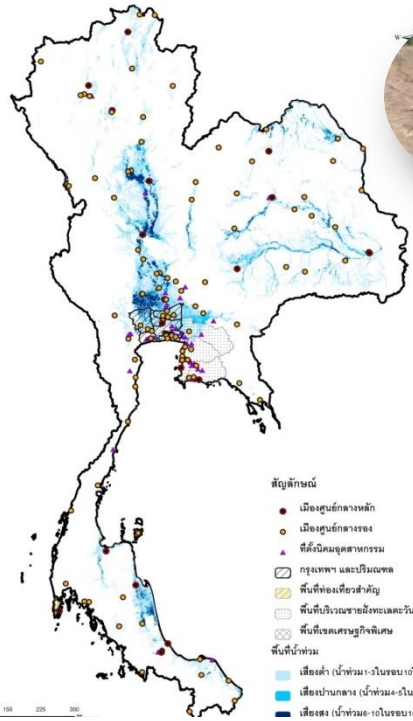 W
สัญลักษณ์
เมืองศูนย์กลางหลัก
เมืองศูนย์กลางรอง
ที่ตั้งนิคมอุตสาหกรรม
กรุงเทพฯ และปริมณฑล
พื้นที่ท่องเที่ยวสำคัญ
พื้นที่บริเวณชายฝั่งทะเลตะวัน
พื้นที่เขตเศรษฐกิจพิเศษ
พื้นที่น้ำท่วม
เสี่ยงต่ำ (น้ำท่วม1-3ในรอบ10
เสี่ยงปานกลาง (น้ำท่วม4-5ใน
เสี่ยงสูง (น้ำท่วม6-10ในรอบ10
150 225 300